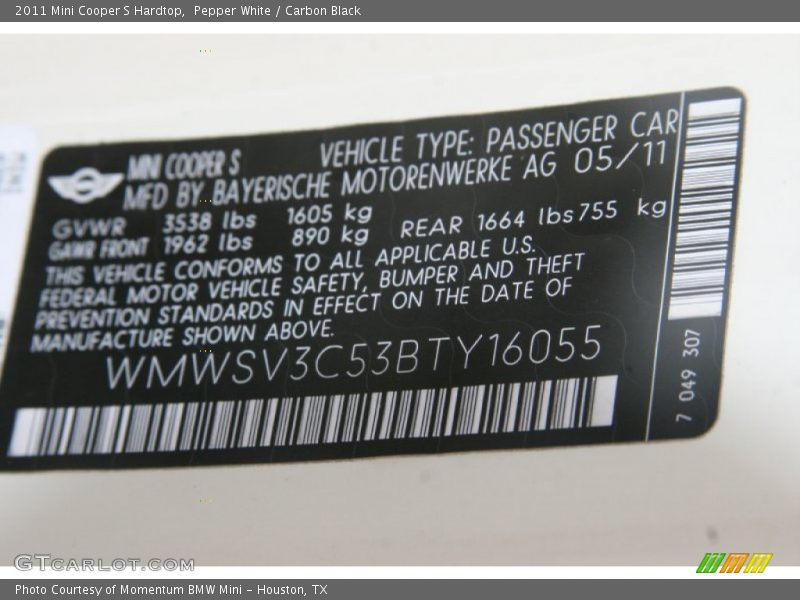 2011 Mini Cooper S Hardtop,  Pepper White / Carbon Black
MINI COOPER S VEHICLE TYPE: PASSENGER CAR
MFD BY BAYERISCHE MOTORENWERKE AG 05/11
GVWR 3538 lbs 1605 kg
GAWR FRONT 1962 lbs 890 kg REAR 1664 lbs 755 kg
THIS VEHICLE CONFORMS TO ALL APPLICABLE U.S.
FEDERAL MOTOR VEHICLE SAFETY, BUMPER AND THEFT
PREVENTION STANDARDS IN EFFECT ON THE DATE OF
MANUFACTURE SHOWN ABOVE.
WMWSV3C53BTY16055
7 049 307
GTCARLOT.COM
Photo Courtesy of Momentum BMW Mini - Houston, TX